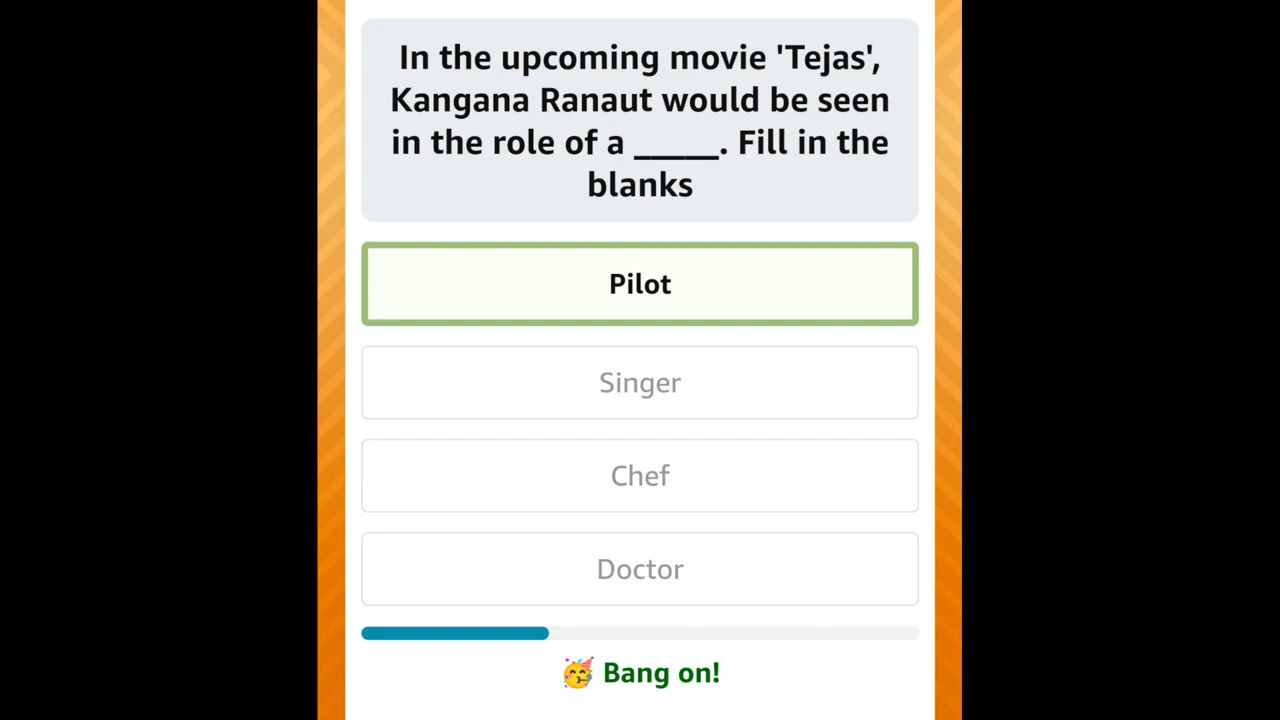 In the upcoming movie 'Tejas',
Kangana Ranaut would be seen
in the role of a _____. Fill in the
blanks
Pilot
Singer
Chef
Doctor
🥳 Bang on!